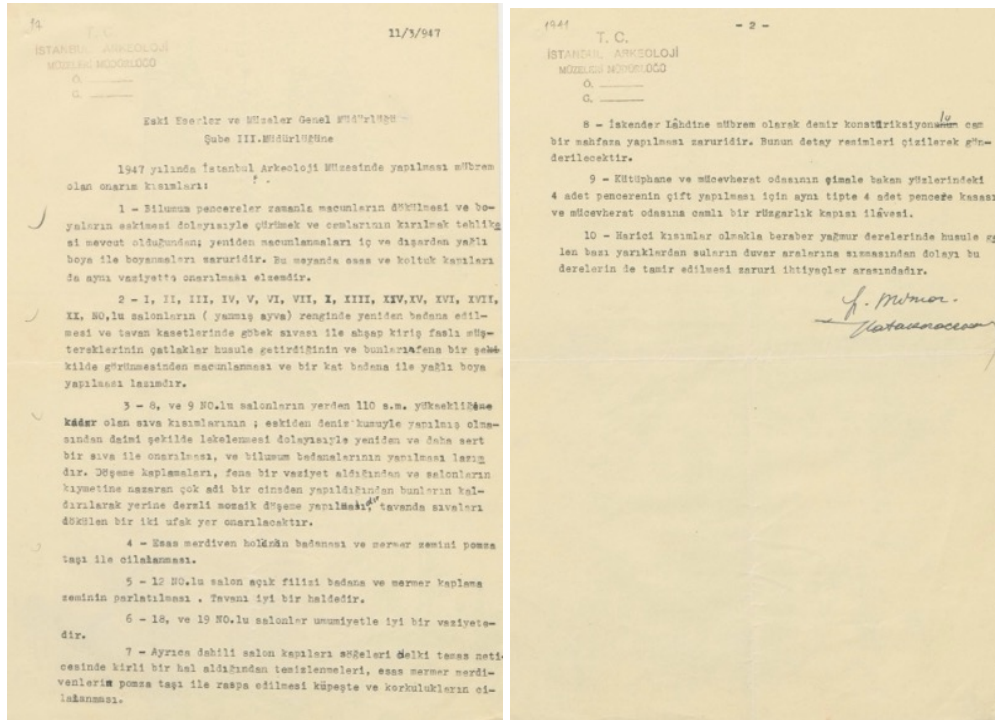 11/3/947
T. C.
İSTANBUL ARKEOLOJİ
MÜZELERİ MÜDÜRLÜĞÜ
Ö.
G.
Eski Eserler ve Müzeler Genel Müdürlüğü
Şube III.Müdürlüğüne
1947 yılında İstanbul Arkeoloji Müzesinde yapılması mübrem
olan onarım kısımları:
1 - Bilumum pencereler zamanla macunların dökülmesi ve bo-
yaların eskimesi dolayısiyle çürümek ve camlarının kırılmak tehlike
si mevcut olduğundan; yeniden macunlanmaları iç ve dışardan yağlı
boya ile boyanmaları zaruridir. Bu meyanda esas ve koltuk kapıları
da aynı vaziyette onarılması elzemdir.
2 - I, II, III, IV, V, VI, VII, X, XIII, XIV,XV, XVI, XVII,
XX, NO.lu salonların ( yanmış ayva) renginde yeniden badana edil-
mesi ve tavan kasetlerinde göbek sıvası ile ahşap kiriş faslı müş-
tereklerinin çatlaklar husule getirdiğinin ve bunların fena bir şe
kilde görünmesinden macunlanması ve bir kat badana ile yağlı boya
yapılması lazımdır.
3 - 8, ve 9 NO.lu salonların yerden 110 s.m. yüksekliğine
kadar olan sıva kısımlarının ; eskiden deniz kumuyle yapılmış olma-
sından daimi şekilde lekelenmesi dolayısiyle yeniden ve daha sert
bir sıva ile onarılması, ve bilumum badanalarının yapılması lazım
dır. Döşeme kaplamaları, fena bir vaziyet aldığından ve salonların
kıymetine nazaran çok adi bir cinsden yapıldığından bunların kal-
dırılarak yerine derzli mozaik döşeme yapılmalıdır, tavanda sıvaları
dökülen bir iki ufak yer onarılacaktır.
4 - Esas merdiven holünün badanası ve mermer zemini pomza
taşı ile cilalanması.
5 - 12 NO.lu salon açık filizi badana ve mermer kaplama
zeminin parlatılması . Tavanı iyi bir haldedir.
6 - 18, ve 19 NO.lu salonlar umumiyetle iyi bir vaziyete-
dir.
7 - Ayrıca dahili salon kapıları söğeleri delki temas neti
cesinde kirli bir hal aldığından temizlenmeleri, esas mermer merdi-
venlerin pomza taşı ile raspa edilmesi küpeşte ve korkulukların ci-
lalanması.
1941
- 2 -
T. C.
İSTANBUL ARKEOLOJİ
MÜZELERİ MÜDÜRLÜĞÜ
Ö.
G.
8 - İskender Lâhdine mübrem olarak demir konstürüksiyonlu cam
bir mahfaza yapılması zaruridir. Bunun detay resimleri çizilerek gön-
derilecektir.
9 - Kütüphane ve mücevherat odasının şimale bakan yüzlerindeki
4 adet pencerenin çift yapılması için aynı tipte 4 adet pencere kasası
ve mücevherat odasına camlı bir rüzgarlık kapısı ilâvesi.
10 - Harici kısımlar olmakla beraber yağmur derelerinde husule ge
len bazı yarıklardan suların duvar aralarına sızmasından dolayı bu
derelerin de tamir edilmesi zaruri ihtiyaçlar arasındadır.